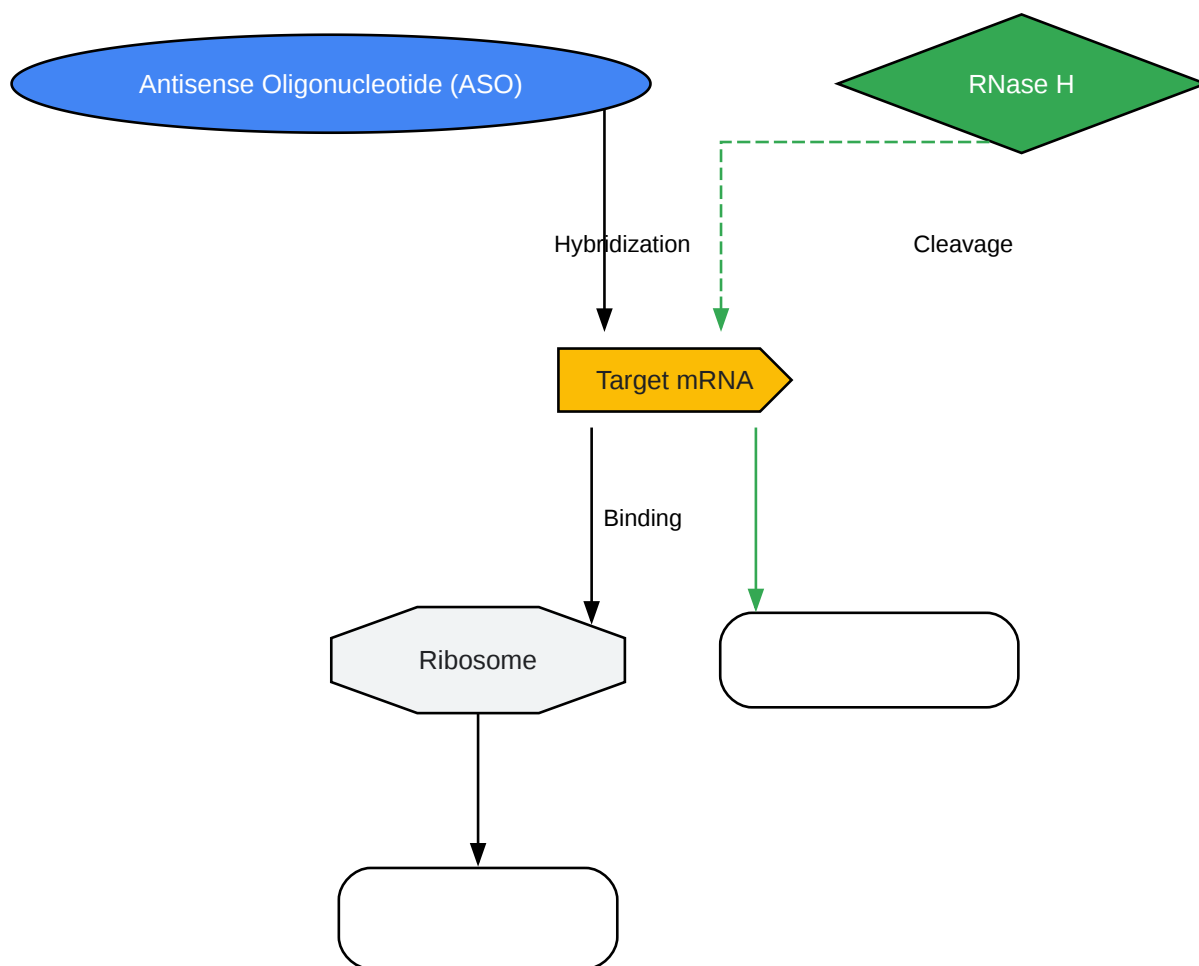 Antisense Oligonucleotide (ASO)
RNase H
Hybridization
Cleavage
Target mRNA
Binding
Ribosome